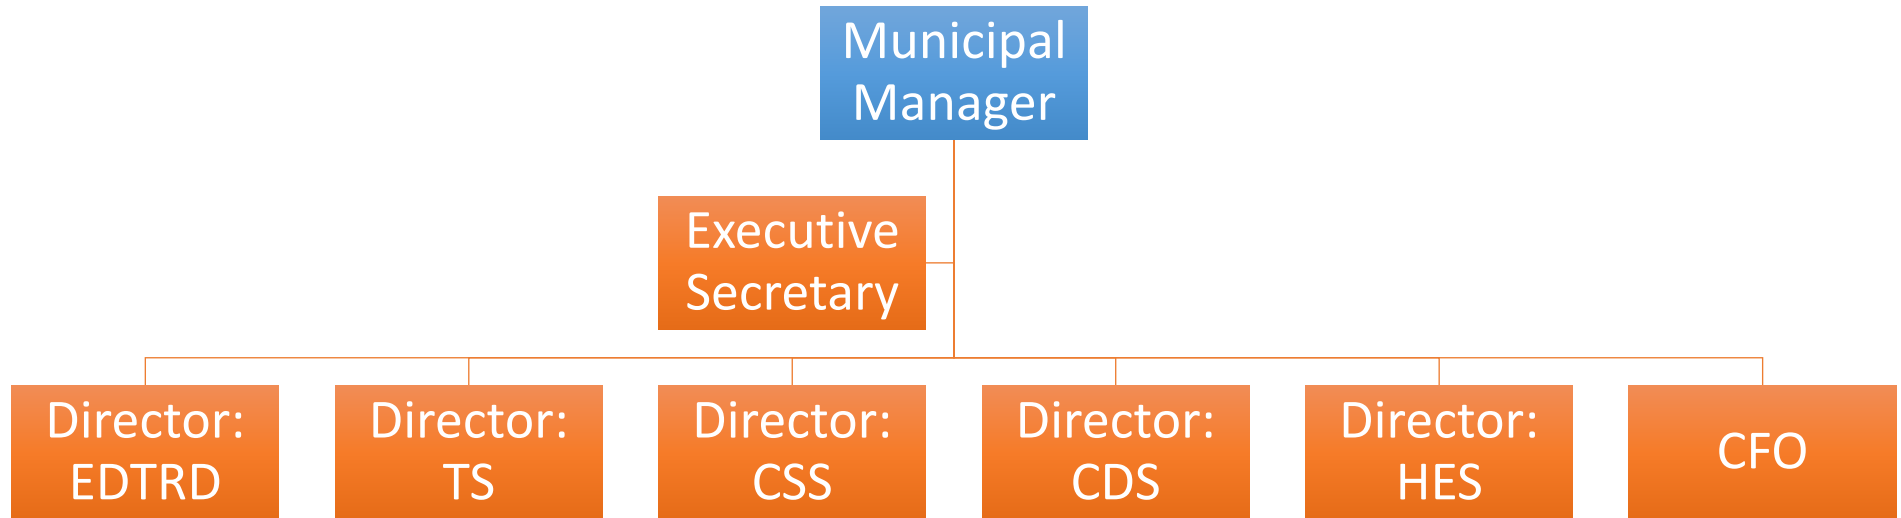 Municipal
Manager
Executive
Secretary
Director:
EDTRD
Director:
TS
Director:
CSS
Director:
CDS
Director:
HES
CFO